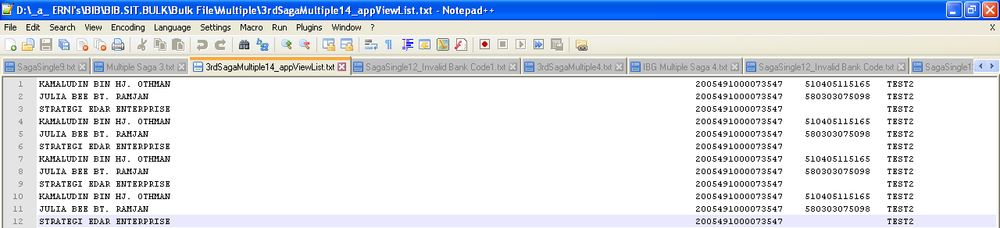 D:\_a_ ERNI's\BIB\BIB.SIT.BULK\Bulk File\Multiple\3rdSagaMultiple14_appViewList.txt - Notepad++
File Edit Search View Encoding Language Settings Macro Run Plugins Window ? X
SagaSingle9.txt Multiple Saga 3.txt 3rdSagaMultiple14_appViewList.txt SagaSingle12_Invalid Bank Code1.txt 3rdSagaMultiple4.txt IBG Multiple Saga 4.txt SagaSingle12_Invalid Bank Code.txt SagaSingle1
1 KAMALUDIN BIN HJ. OTHMAN 2005491000073547 510405115165 TEST2
2 JULIA BEE BT. RAMJAN 2005491000073547 580303075098 TEST2
3 STRATEGI EDAR ENTERPRISE 2005491000073547 TEST2
4 KAMALUDIN BIN HJ. OTHMAN 2005491000073547 510405115165 TEST2
5 JULIA BEE BT. RAMJAN 2005491000073547 580303075098 TEST2
6 STRATEGI EDAR ENTERPRISE 2005491000073547 TEST2
7 KAMALUDIN BIN HJ. OTHMAN 2005491000073547 510405115165 TEST2
8 JULIA BEE BT. RAMJAN 2005491000073547 580303075098 TEST2
9 STRATEGI EDAR ENTERPRISE 2005491000073547 TEST2
10 KAMALUDIN BIN HJ. OTHMAN 2005491000073547 510405115165 TEST2
11 JULIA BEE BT. RAMJAN 2005491000073547 580303075098 TEST2
12 STRATEGI EDAR ENTERPRISE 2005491000073547 TEST2